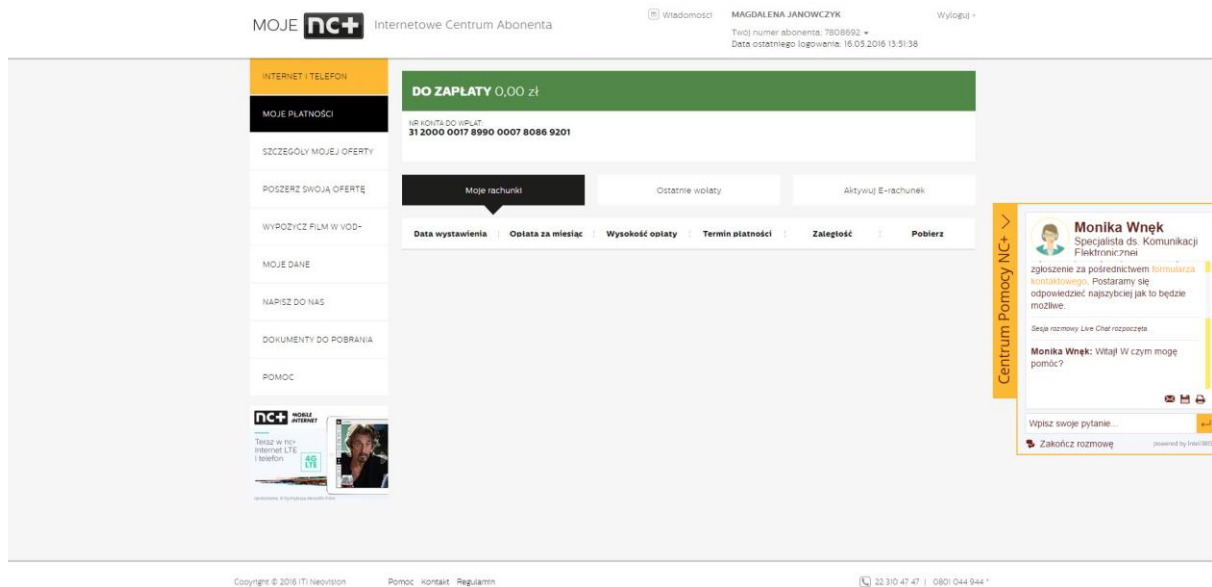 MOJE nc+ Internetowe Centrum Abonenta
Wiadomości
MAGDALENA JANOWCZYK
Wyloguj
Twój numer abonenta: 7808692
Data ostatniego logowania: 16.05.2016 13:51:38
INTERNET I TELEFON
MOJE PŁATNOŚCI
SZCZEGÓŁY MOJEJ OFERTY
POSZERZ SWOJĄ OFERTĘ
WYPOŻYCZ FILM W VOD+
MOJE DANE
NAPISZ DO NAS
DOKUMENTY DO POBRANIA
POMOC
DO ZAPŁATY 0,00 zł
NR KONTA DO WPŁAT:
31 2000 0017 8990 0007 8086 9201
Moje rachunki
Ostatnie wpłaty
Aktywuj E-rachunek
Data wystawienia
Opłata za miesiąc
Wysokość opłaty
Termin płatności
Zaległość
Pobierz
nc+ MOBILE
INTERNET
Teraz w nc+
Internet LTE
i telefon
4G
LTE
Centrum Pomocy NC+
Monika Wnęk
Specjalista ds. Komunikacji
Elektronicznej
zgłoszenie za pośrednictwem formularza
kontaktowego. Postaramy się
odpowiedzieć najszybciej jak to będzie
możliwe.
Sesja rozmowy Live Chat rozpoczęta.
Monika Wnęk: Witaj! W czym mogę
pomóc?
Wpisz swoje pytanie...
Zakończ rozmowę
powered by
Copyright © 2016 ITI Neovision
Pomoc Kontakt Regulamin
22 310 47 47 | 0801 044 944 *